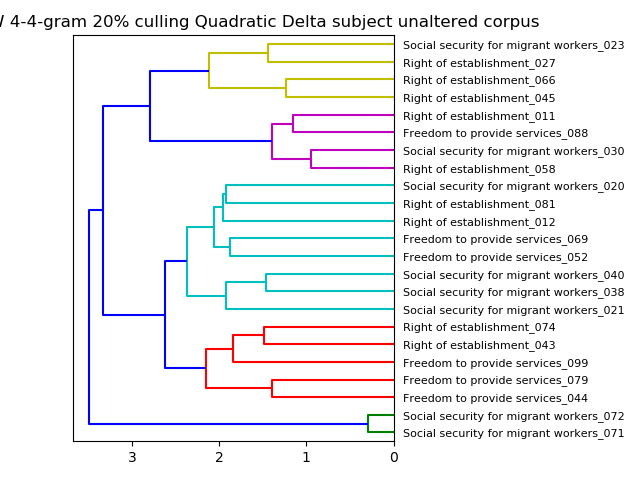 4-4-gram 20% culling Quadratic Delta subject unaltered corpus
Social security for migrant workers_023
Right of establishment_027
Right of establishment_066
Right of establishment_045
Right of establishment_011
Freedom to provide services_088
Social security for migrant workers_030
Right of establishment_058
Social security for migrant workers_020
Right of establishment_081
Right of establishment_012
Freedom to provide services_069
Freedom to provide services_052
Social security for migrant workers_040
Social security for migrant workers_038
Social security for migrant workers_021
Right of establishment_074
Right of establishment_043
Freedom to provide services_099
Freedom to provide services_079
Freedom to provide services_044
Social security for migrant workers_072
Social security for migrant workers_071
3 2 1 0